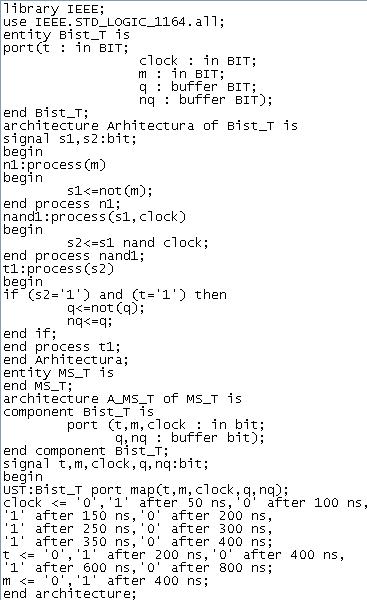 library IEEE;
use IEEE.STD_LOGIC_1164.all;
entity Bist_T is
port(t : in BIT;
clock : in BIT;
m : in BIT;
q : buffer BIT;
nq : buffer BIT);
end Bist_T;
architecture Arhitectura of Bist_T is
signal s1,s2:bit;
begin
n1:process(m)
begin
s1<=not(m);
end process n1;
nand1:process(s1,clock)
begin
s2<=s1 nand clock;
end process nand1;
t1:process(s2)
begin
if (s2='1') and (t='1') then
q<=not(q);
nq<=q;
end if;
end process t1;
end Arhitectura;
entity MS_T is
end MS_T;
architecture A_MS_T of MS_T is
component Bist_T is
port (t,m,clock : in bit;
q,nq : buffer bit);
end component Bist_T;
signal t,m,clock,q,nq:bit;
begin
UST:Bist_T port map(t,m,clock,q,nq);
clock <= '0','1' after 50 ns,'0' after 100 ns,
'1' after 150 ns,'0' after 200 ns,
'1' after 250 ns,'0' after 300 ns,
'1' after 350 ns,'0' after 400 ns;
t <= '0','1' after 200 ns,'0' after 400 ns,
'1' after 600 ns,'0' after 800 ns;
m <= '0','1' after 400 ns;
end architecture;